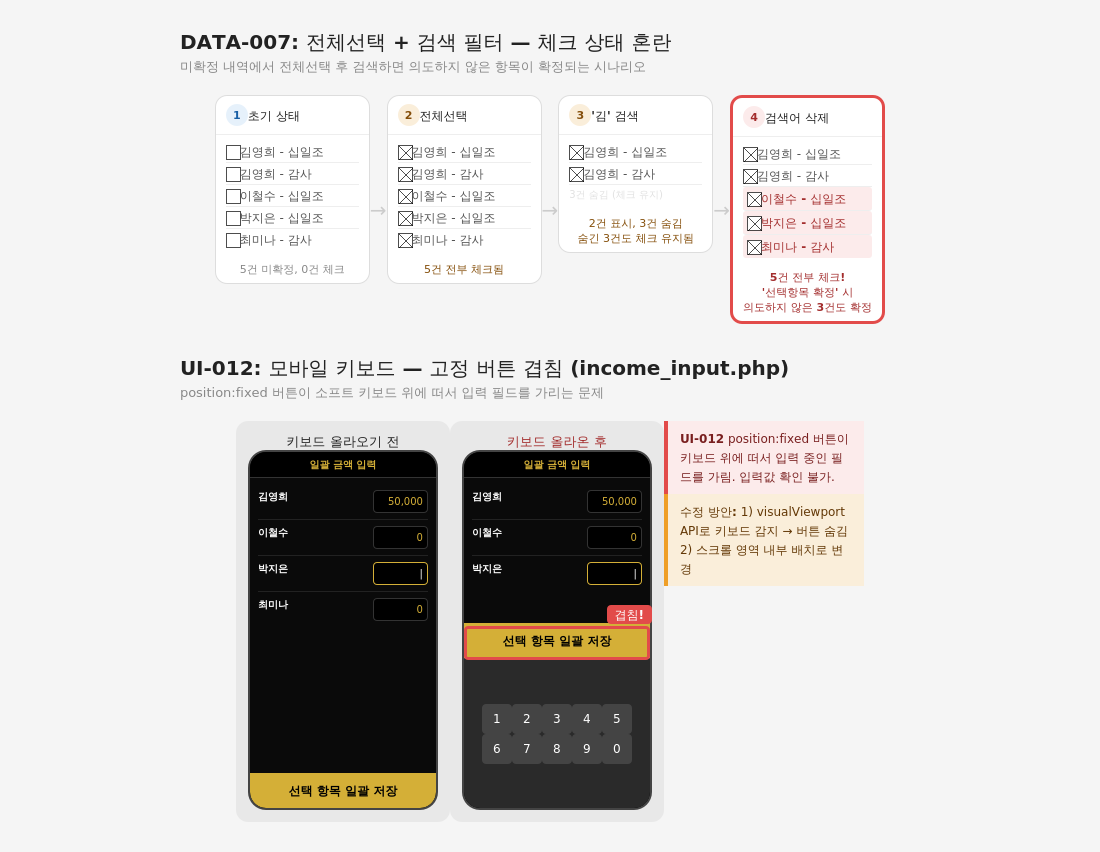 DATA-007: 전체선택 + 검색 필터 — 체크 상태 혼란
미확정 내역에서 전체선택 후 검색하면 의도하지 않은 항목이 확정되는 시나리오
1 초기 상태
김영희 - 십일조
김영희 - 감사
이철수 - 십일조
박지은 - 십일조
최미나 - 감사
5건 미확정, 0건 체크
→
2 전체선택
김영희 - 십일조
김영희 - 감사
이철수 - 십일조
박지은 - 십일조
최미나 - 감사
5건 전부 체크됨
→
3 '김' 검색
김영희 - 십일조
김영희 - 감사
3건 숨김 (체크 유지)
2건 표시, 3건 숨김
숨긴 3건도 체크 유지됨
→
4 검색어 삭제
김영희 - 십일조
김영희 - 감사
이철수 - 십일조
박지은 - 십일조
최미나 - 감사
5건 전부 체크!
'선택항목 확정' 시
의도하지 않은 3건도 확정
UI-012: 모바일 키보드 — 고정 버튼 겹침 (income_input.php)
position:fixed 버튼이 소프트 키보드 위에 떠서 입력 필드를 가리는 문제
키보드 올라오기 전
일괄 금액 입력
김영희 50,000
이철수 0
박지은 |
최미나 0
선택 항목 일괄 저장
키보드 올라온 후
일괄 금액 입력
김영희 50,000
이철수 0
박지은 |
겹침!
선택 항목 일괄 저장
1 2 3 4 5
6 7 8 9 0
UI-012 position:fixed 버튼이
키보드 위에 떠서 입력 중인 필
드를 가림. 입력값 확인 불가.
수정 방안: 1) visualViewport
API로 키보드 감지 → 버튼 숨김
2) 스크롤 영역 내부 배치로 변
경